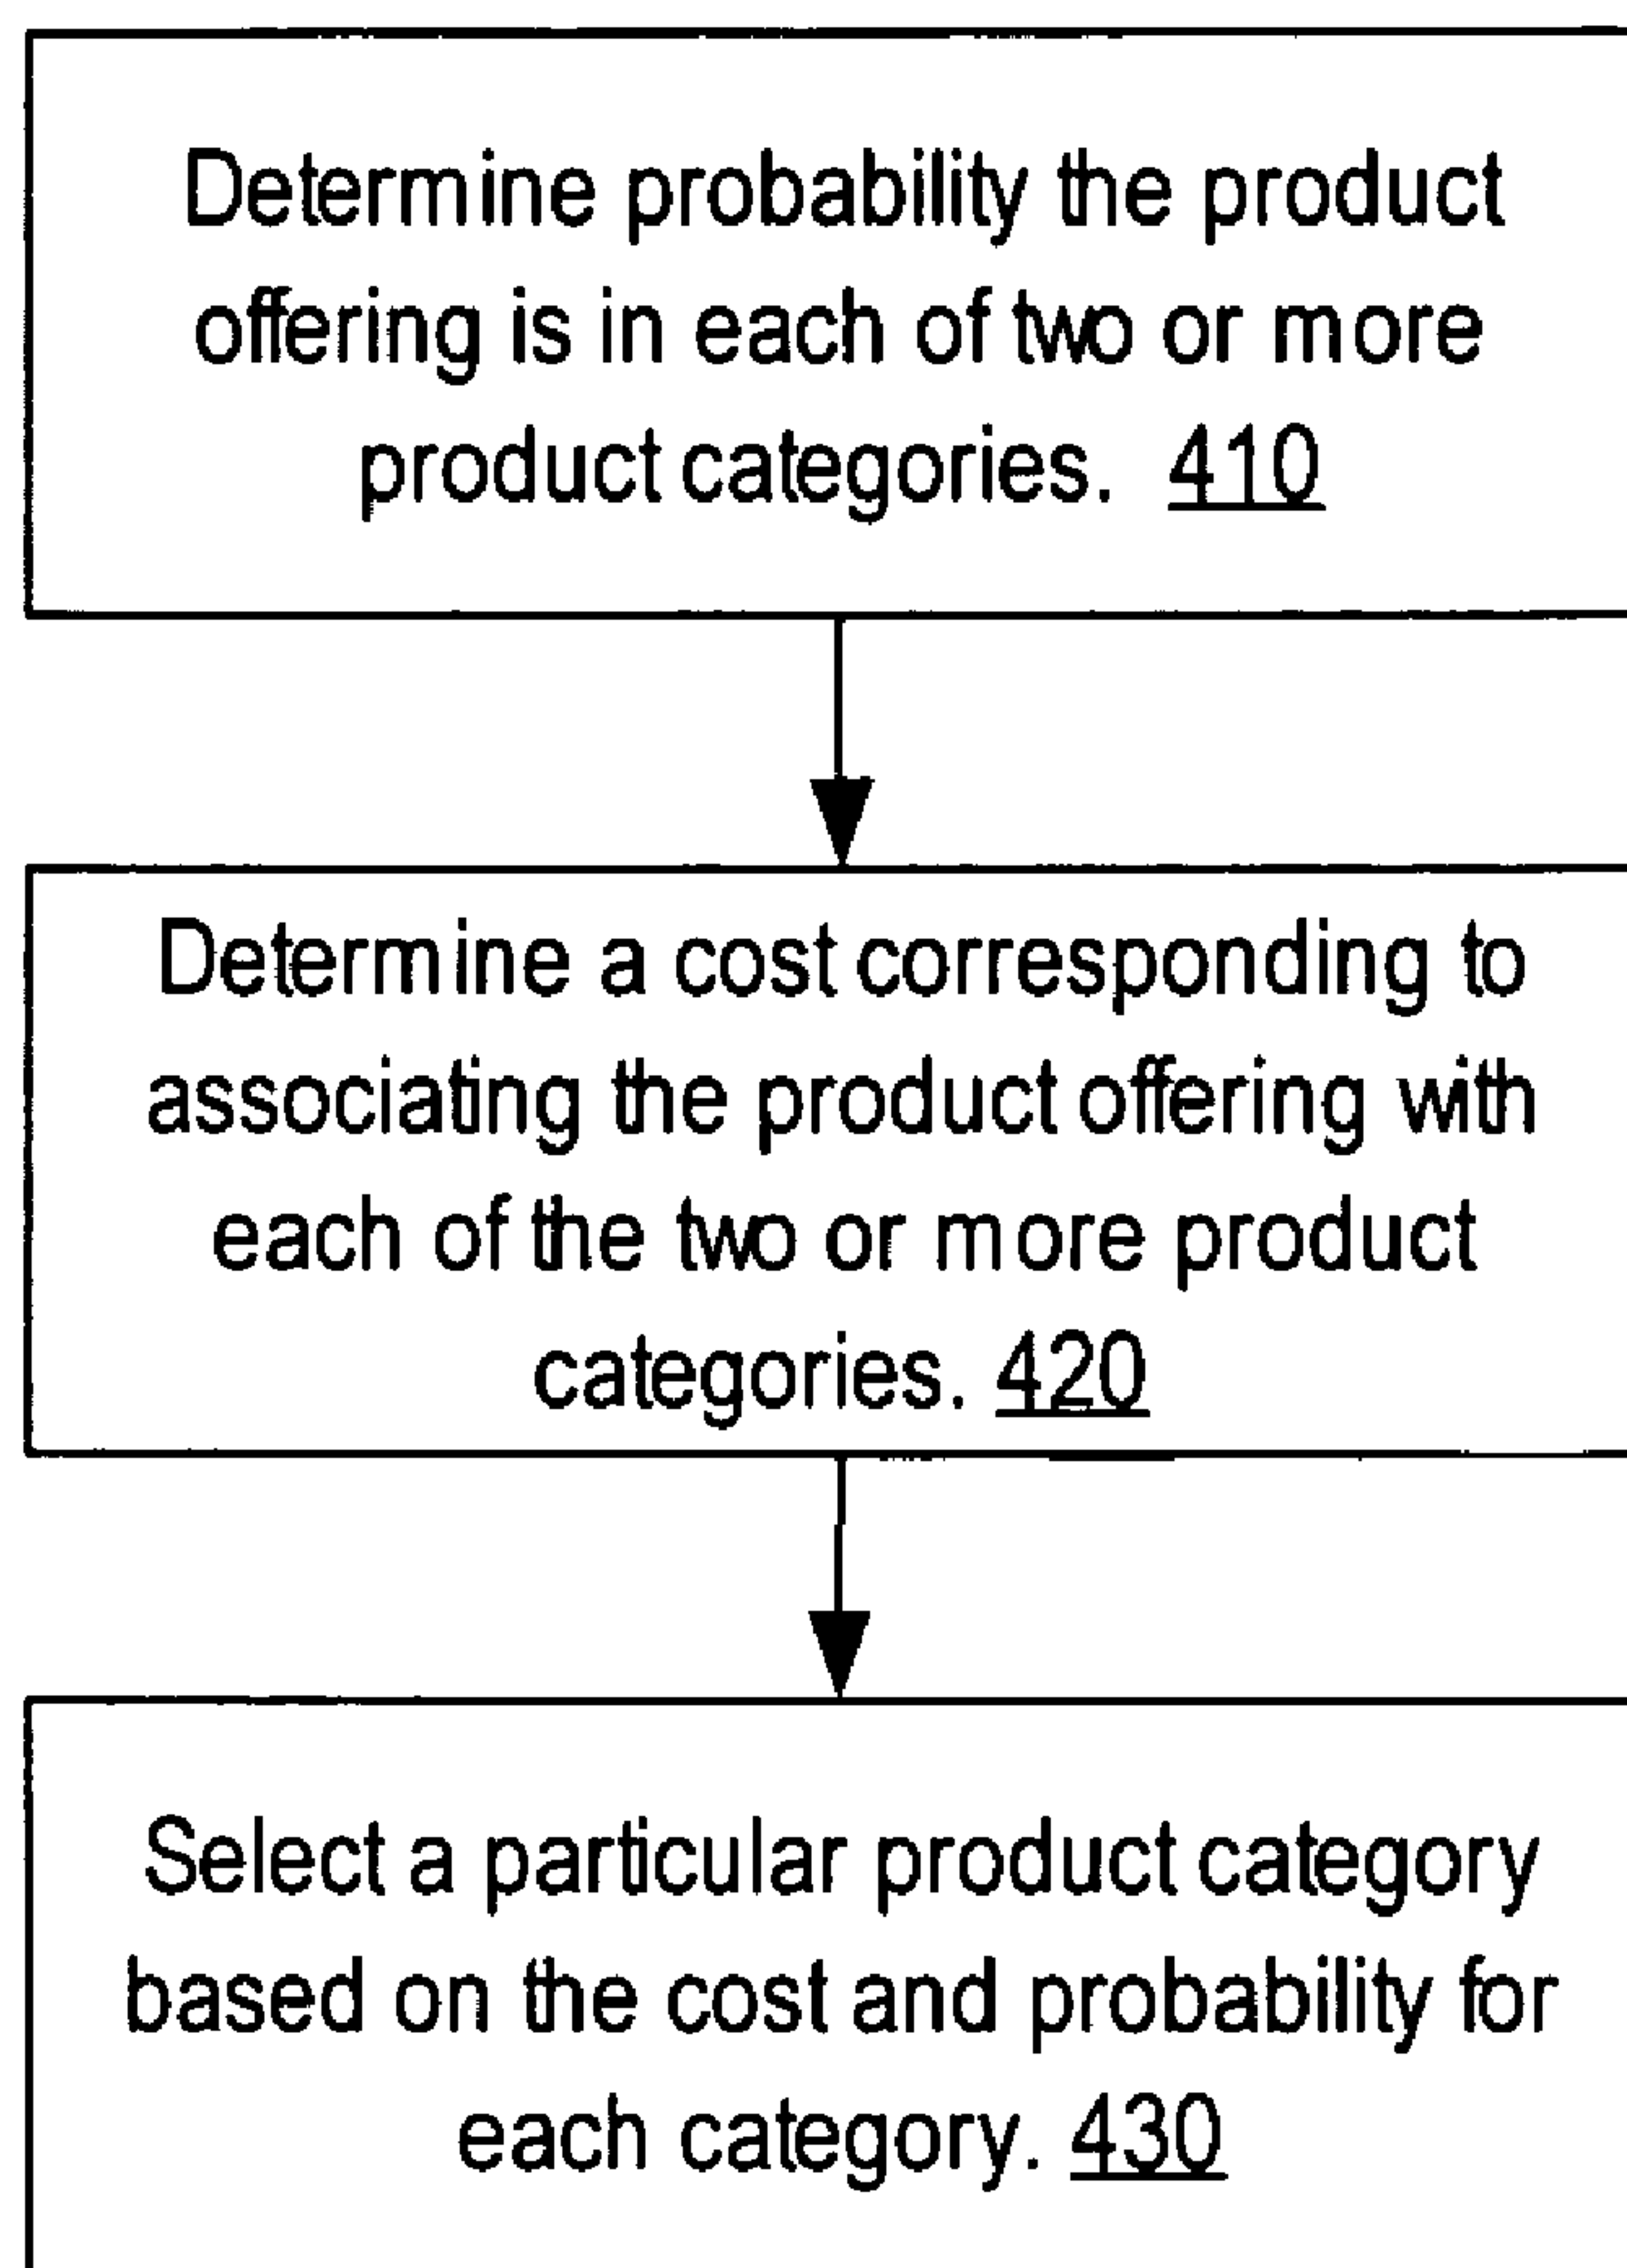 Determine probability the product
offering is in each of two or more
product categories. 410
Determine a cost corresponding to
associating the product offering with
each of the two or more product
categories. 420
Select a particular product category
based on the cost and probability for
each category. 430